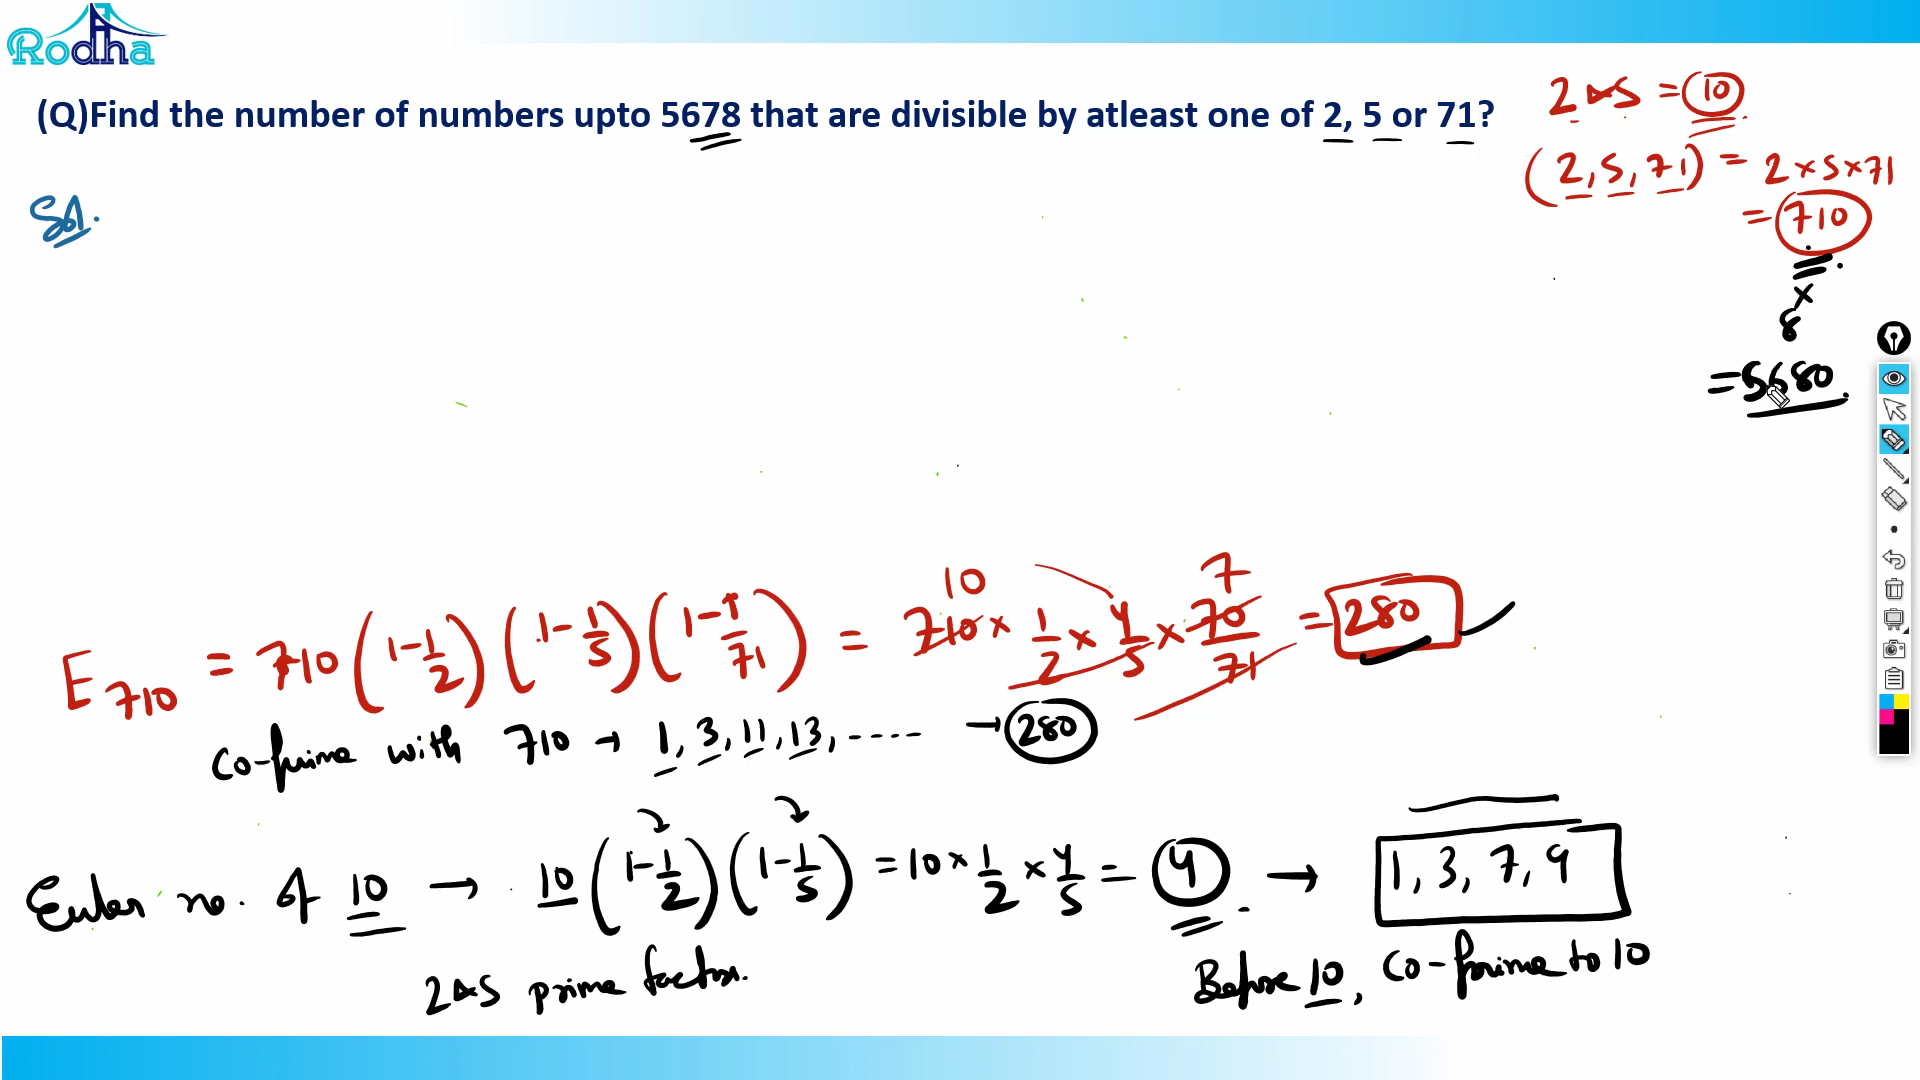 Rodha
(Q)Find the number of numbers upto 5678 that are divisible by atleast one of 2, 5 or 71?
2 & 5 = 10
(2, 5, 71) = 2 × 5 × 71
= 710
×
8
= 5680
Sol.
E710 = 710 (1 - 1/2) (1 - 1/5) (1 - 1/71) = 710 10 × 1/2 × 4/5 × 70/71 7 = 280
Co-prime with 710 → 1, 3, 11, 13, ..... → 280
Euler no. of 10 → 10 (1 - 1/2) (1 - 1/5) = 10 × 1/2 × 4/5 = 4 → 1, 3, 7, 9
2 & 5 prime factor.
Before 10, Co-prime to 10